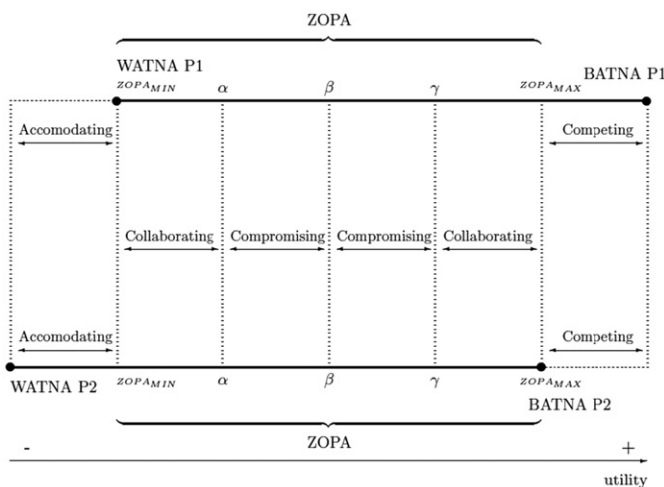 ZOPA
WATNA P1
BATNA P1
ZOPA_MIN α β γ ZOPA_MAX
Accomodating Competing
Collaborating Compromising Compromising Collaborating
Accomodating Competing
WATNA P2 ZOPA_MIN α β γ ZOPA_MAX
BATNA P2
ZOPA
- +
utility